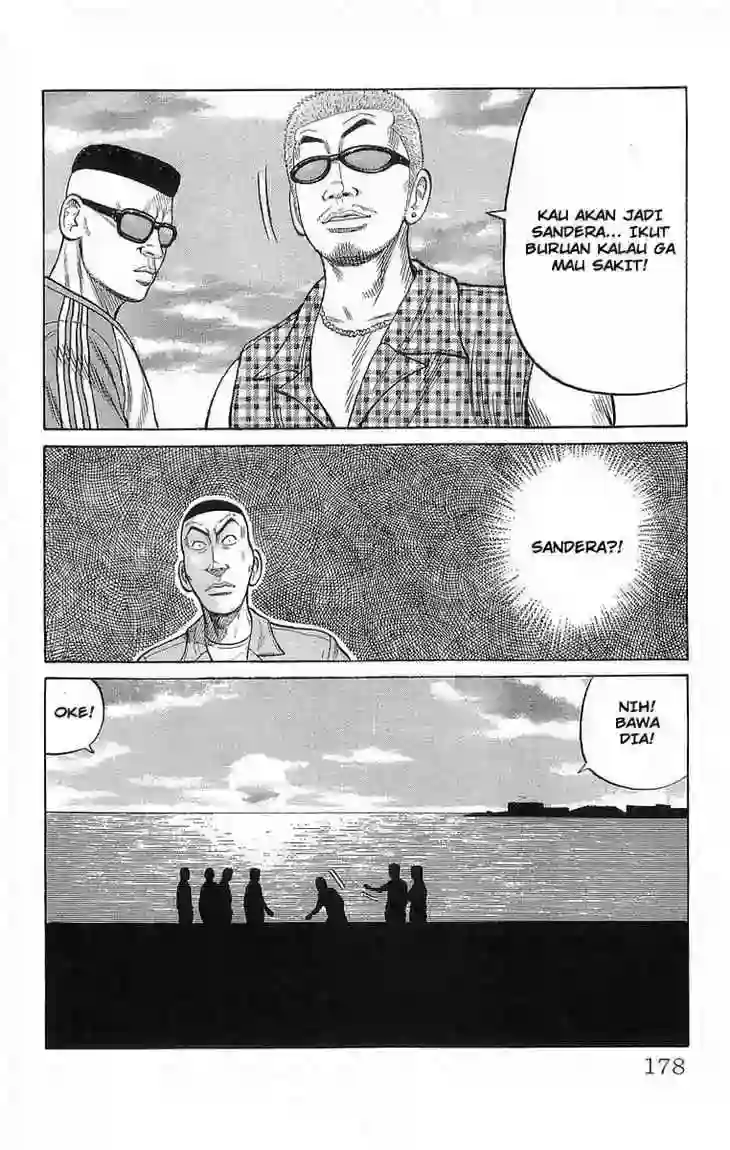 KAU AKAN JADI
SANDERA... IKUT
BURUAN KALAU GA
MAU SAKIT!
SANDERA?!
OKE!
NIH!
BAWA
DIA!
178